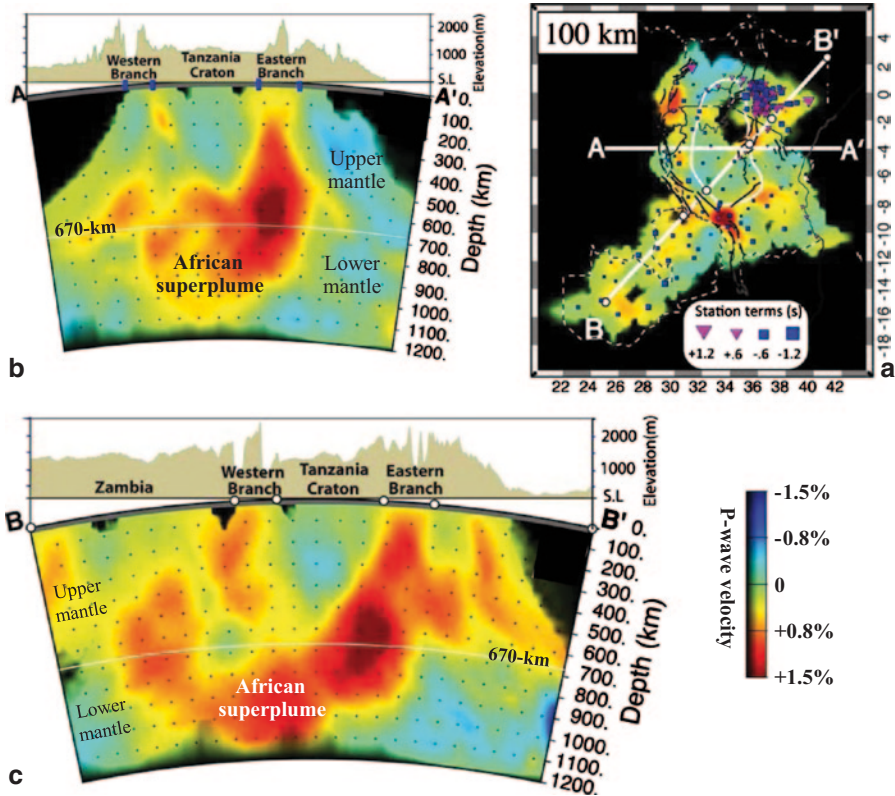 2000
1000
S.L
Elevation(m)
Western
Branch
Tanzania
Craton
Eastern
Branch
A
A'
0.
100.
200.
300.
400.
500.
600.
700.
800.
900.
1000.
1100.
1200.
Depth (km)
Upper
mantle
670-km
African
superplume
Lower
mantle
b
100 km
B'
A
A'
B
4
2
0
-2
-4
-6
-8
-10
-12
-14
-16
-18
Station terms (s)
+1.2 +.6 -.6 -1.2
22 24 26 28 30 32 34 36 38 40 42
a
2000
1000
S.L
Elevation(m)
Zambia
Western
Branch
Tanzania
Craton
Eastern
Branch
B
B'
0.
100.
200.
300.
400.
500.
600.
700.
800.
900.
1000.
1100.
1200.
Depth (km)
Upper
mantle
670-km
African
superplume
Lower
mantle
c
P-wave velocity
-1.5%
-0.8%
0
+0.8%
+1.5%